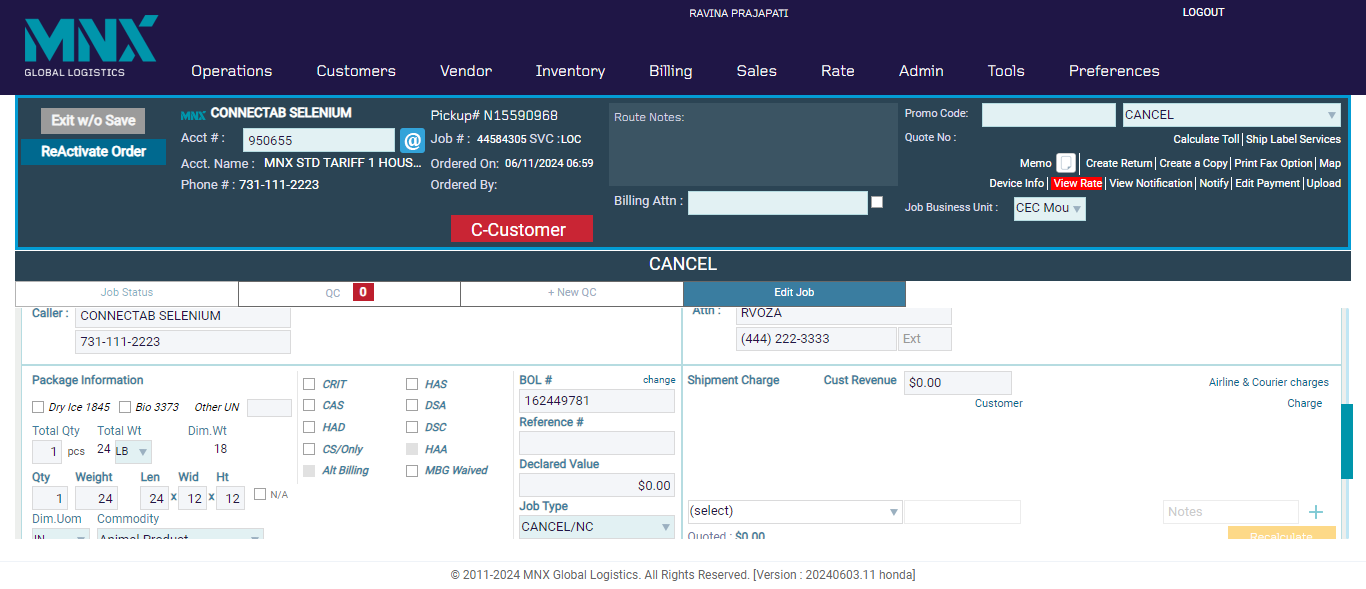 RAVINA PRAJAPATI
LOGOUT
MNX
GLOBAL LOGISTICS
Operations Customers Vendor Inventory Billing Sales Rate Admin Tools Preferences
Exit w/o Save
ReActivate Order
MNX CONNECTAB SELENIUM
Acct # : 950655 @
Acct. Name : MNX STD TARIFF 1 HOUS...
Phone # : 731-111-2223
Pickup# N15590968
Job # : 44584305 SVC :LOC
Ordered On: 06/11/2024 06:59
Ordered By:
C-Customer
Route Notes:
Billing Attn :
Promo Code: CANCEL
Quote No :
Calculate Toll| Ship Label Services
Memo | Create Return| Create a Copy| Print Fax Option| Map
Device Info| View Rate| View Notification| Notify| Edit Payment| Upload
Job Business Unit : CEC Mou
CANCEL
Job Status QC 0 + New QC Edit Job
Caller : CONNECTAB SELENIUM
731-111-2223
Attn : RVOZA
(444) 222-3333 Ext
Package Information
Dry Ice 1845 Bio 3373 Other UN
Total Qty Total Wt Dim.Wt
1 pcs 24 LB 18
Qty Weight Len Wid Ht
1 24 24 x 12 x 12 N/A
Dim.Uom Commodity
IN Animal Product
CRIT HAS
CAS DSA
HAD DSC
CS/Only HAA
Alt Billing MBG Waived
BOL # change
162449781
Reference #
Declared Value
$0.00
Job Type
CANCEL/NC
Shipment Charge Cust Revenue $0.00 Airline & Courier charges
Customer Charge
(select) Notes +
Quoted : $0.00 Recalculate
© 2011-2024 MNX Global Logistics. All Rights Reserved. [Version : 20240603.11 honda]